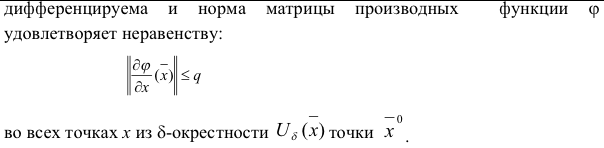 дифференцируема и норма матрицы производных функции φ
удовлетворяет неравенству:
‖∂φ/∂x (x̄)‖ ≤ q
во всех точках x из δ-окрестности U_δ(x̄) точки x̄⁰.